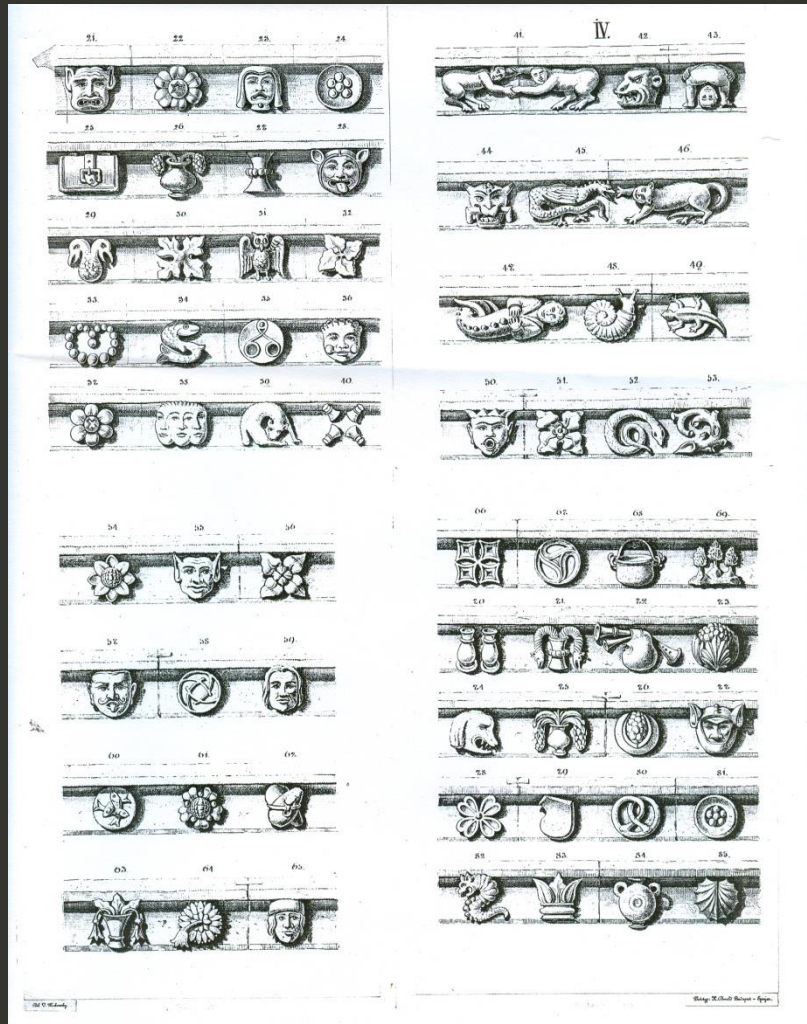 IV.
21. 22. 23. 24.
25. 26. 27. 28.
29. 30. 31. 32.
33. 34. 35. 36.
37. 38. 39. 40.
54. 55. 56.
57. 58. 59.
60. 61. 62.
63. 64. 65.
41. 42. 43.
44. 45. 46.
47. 48. 49.
50. 51. 52. 53.
66. 67. 68. 69.
70. 71. 72. 73.
74. 75. 76. 77.
78. 79. 80. 81.
82. 83. 84. 85.
Divald Budapest – Eperjes.